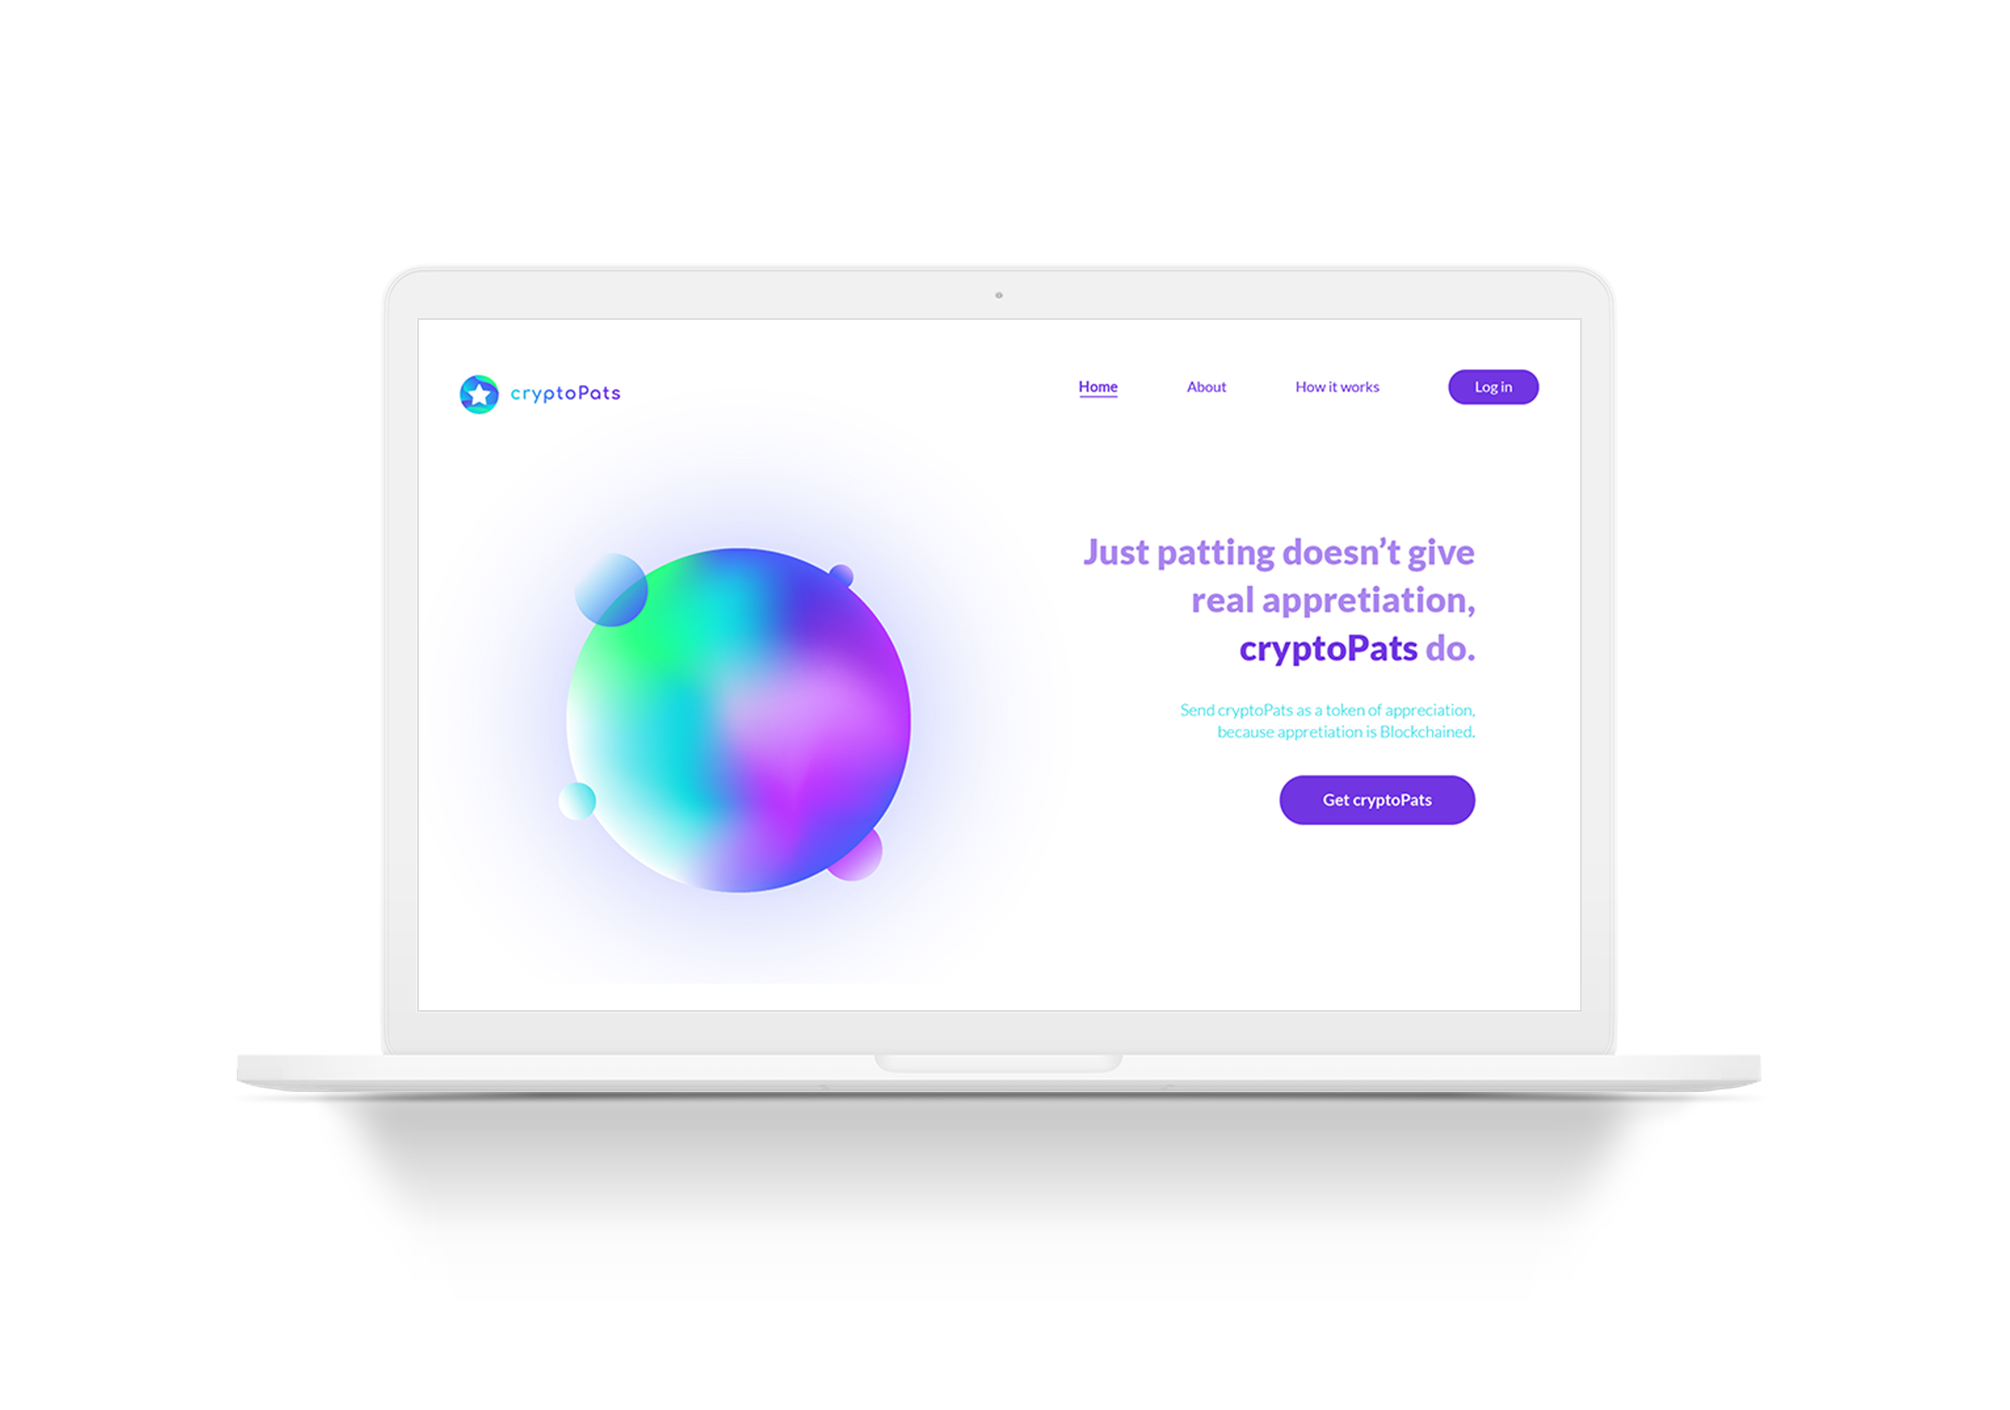 cryptoPats
Home About How it works Log in
Just patting doesn’t give
real appretiation,
cryptoPats do.
Send cryptoPats as a token of appreciation,
because appretiation is Blockchained.
Get cryptoPats